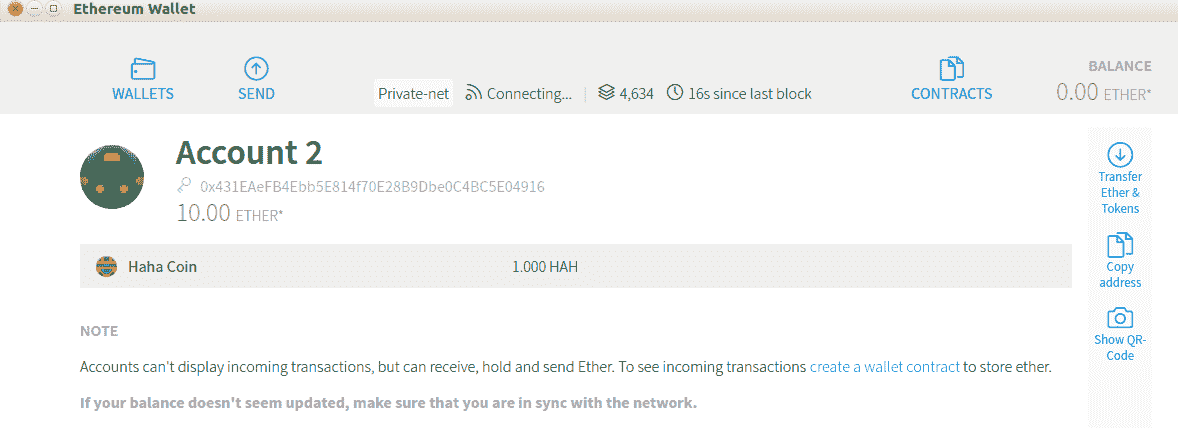 Ethereum Wallet
WALLETS
SEND
Private-net
Connecting...
4,634
16s since last block
CONTRACTS
BALANCE
0.00 ETHER*
Account 2
0x431EAeFB4Ebb5E814f70E28B9Dbe0C4BC5E04916
10.00 ETHER*
Haha Coin 1.000 HAH
Transfer
Ether &
Tokens
Copy
address
Show QR-
Code
NOTE
Accounts can't display incoming transactions, but can receive, hold and send Ether. To see incoming transactions create a wallet contract to store ether.
If your balance doesn't seem updated, make sure that you are in sync with the network.